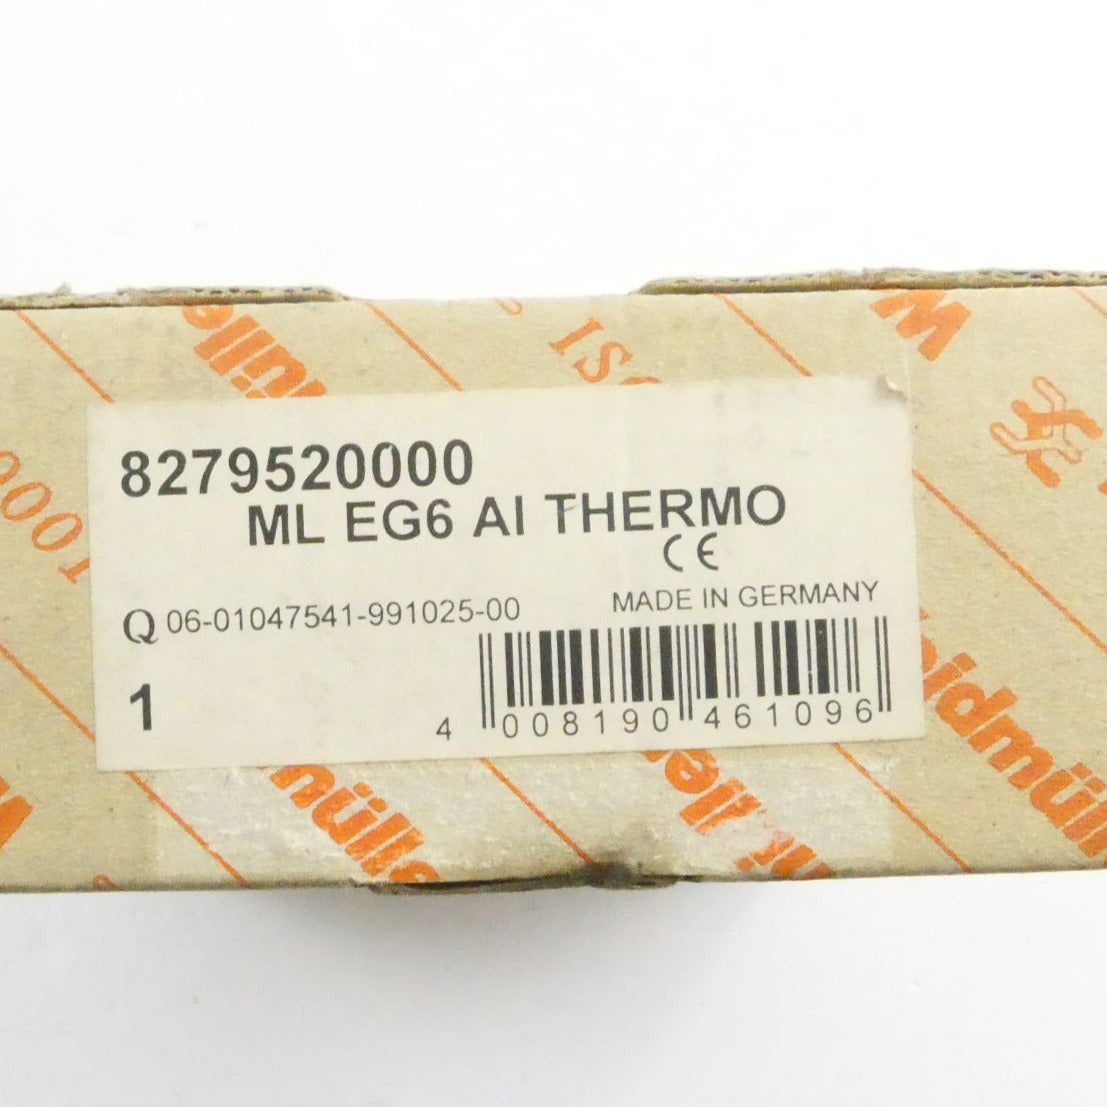 8279520000
ML EG6 AI THERMO
CE
Q 06-01047541-991025-00
MADE IN GERMANY
1
4 008190 461096